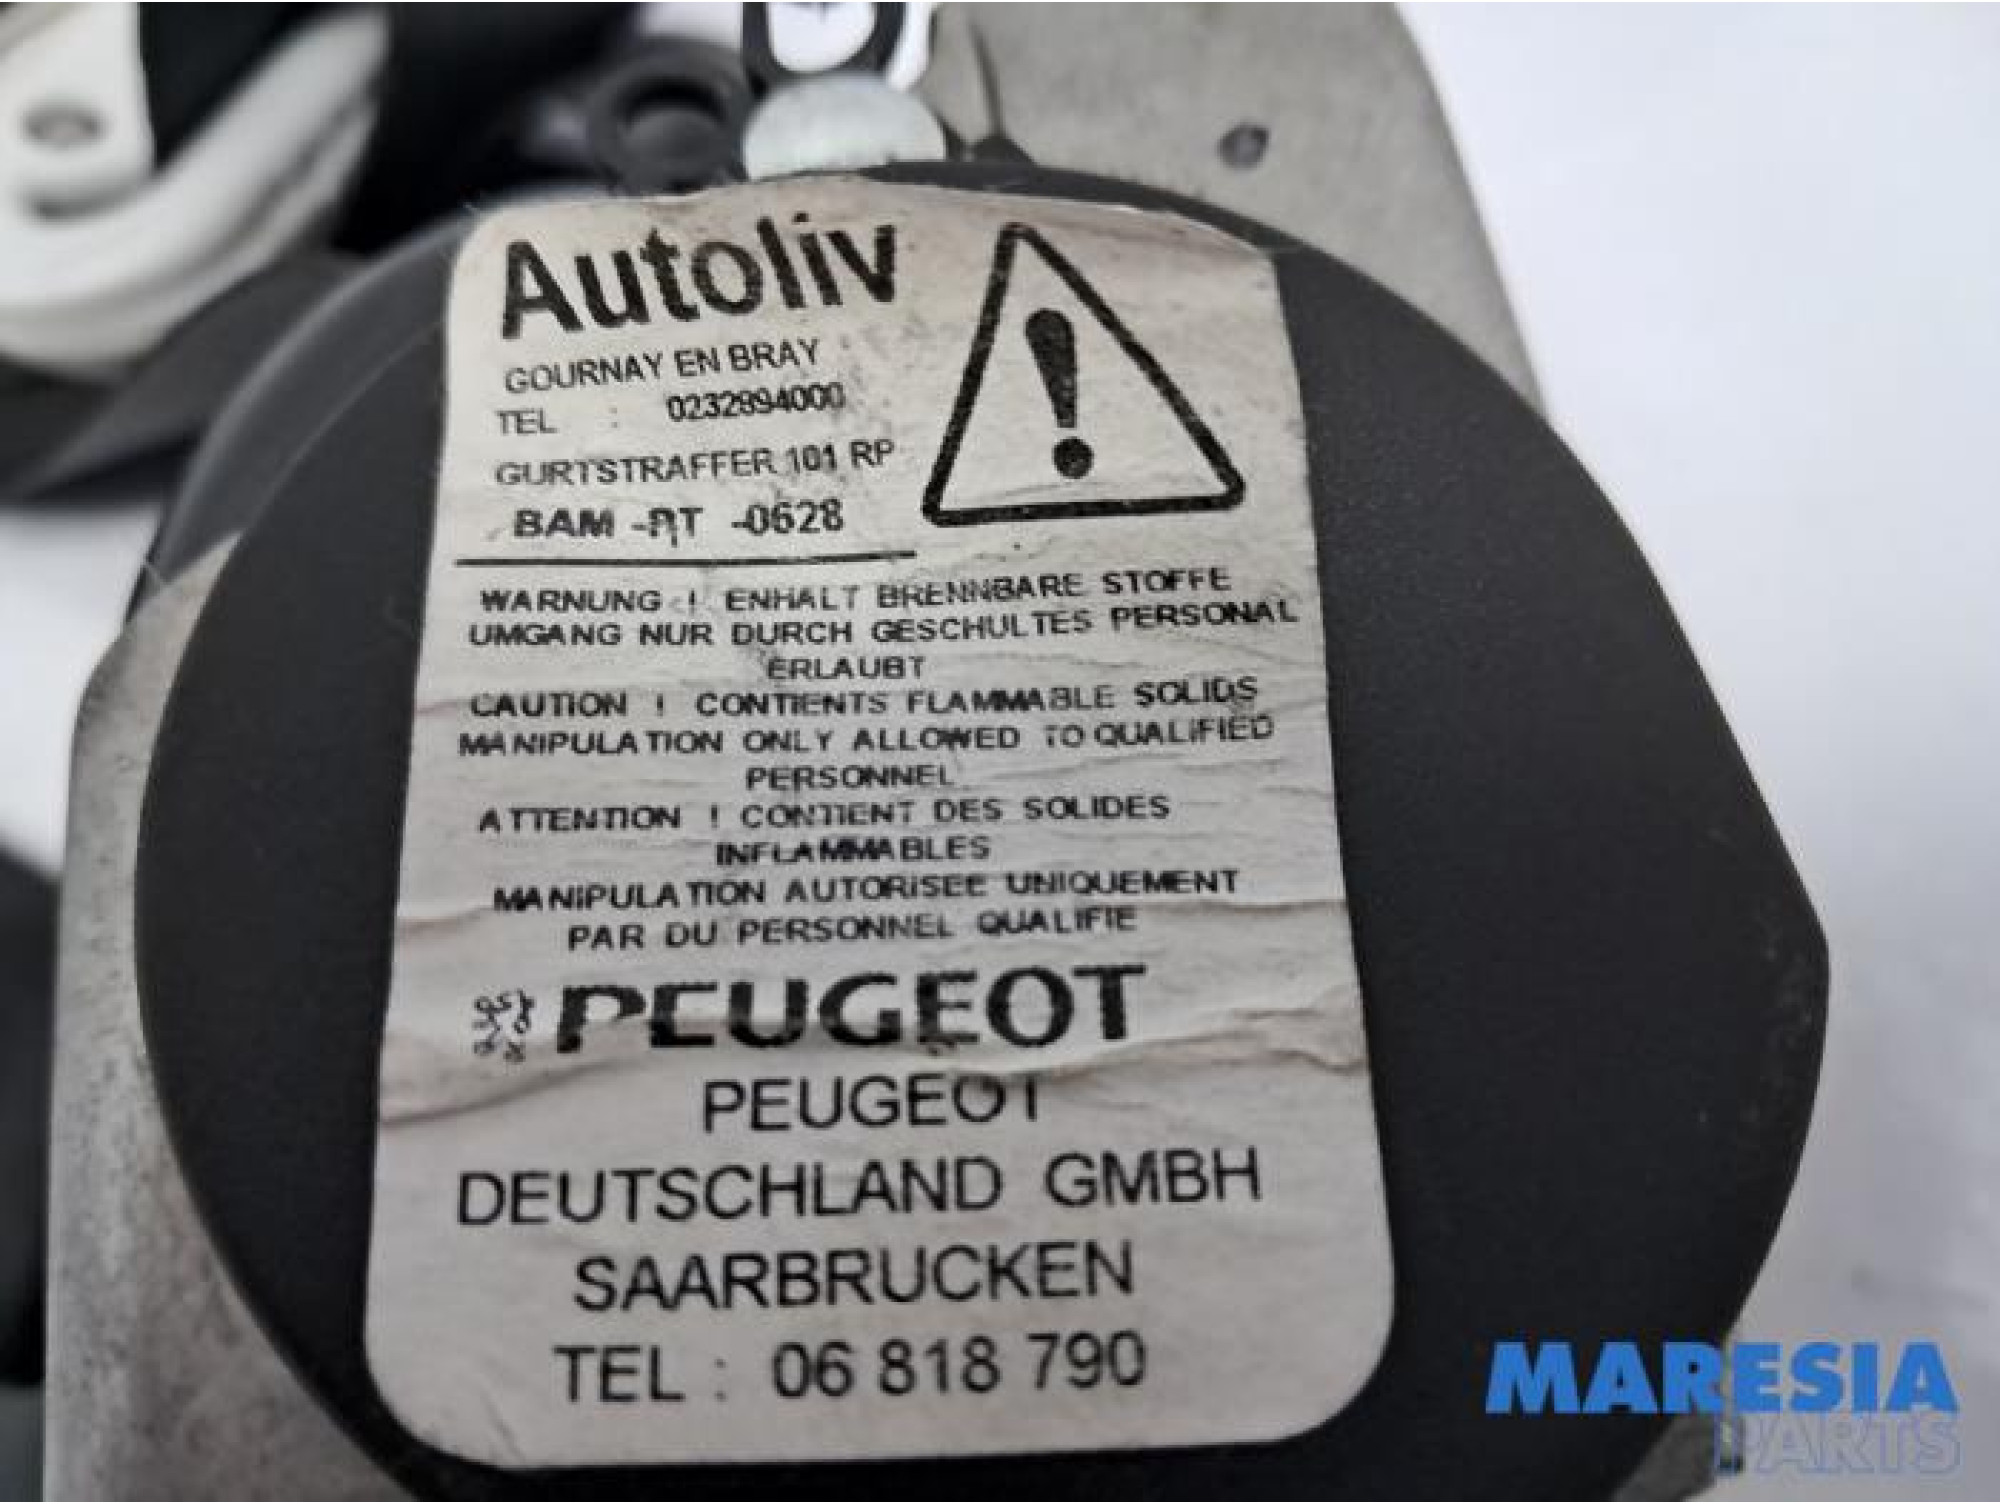 Autoliv
GOURNAY EN BRAY
TEL : 0232894000
GURTSTRAFFER 101 RP
BAM -PT -0628
WARNUNG ! ENHALT BRENNBARE STOFFE
UMGANG NUR DURCH GESCHULTES PERSONAL
ERLAUBT
CAUTION ! CONTIENTS FLAMMABLE SOLIDS
MANIPULATION ONLY ALLOWED TO QUALIFIED
PERSONNEL
ATTENTION ! CONTIENT DES SOLIDES
INFLAMMABLES
MANIPULATION AUTORISEE UNIQUEMENT
PAR DU PERSONNEL QUALIFIE
PEUGEOT
PEUGEOT
DEUTSCHLAND GMBH
SAARBRUCKEN
TEL : 06 818 790
MARESIA
PARTS